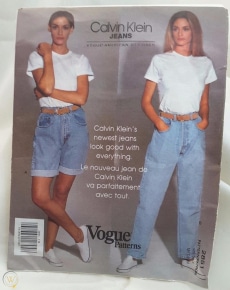 Calvin Klein
JEANS
Calvin Klein's
newest jeans
look good with
everything.
Le nouveau jean de
Calvin Klein
va parfaitement
avec tout.
Vogue
Patterns